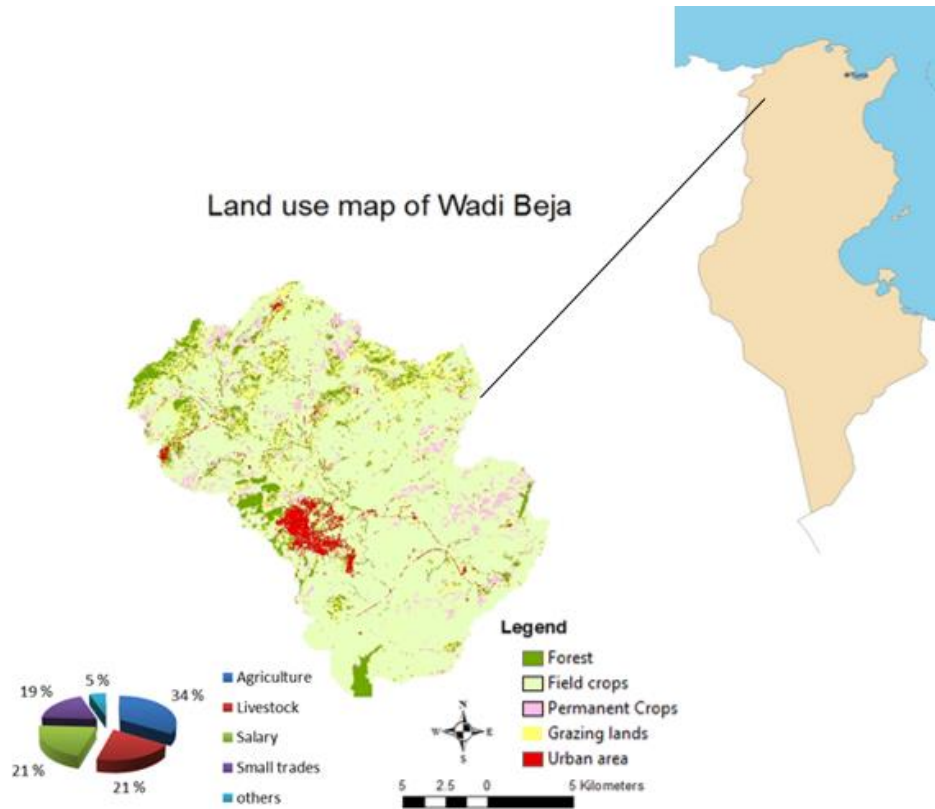 Tunis
Land use map of Wadi Beja
Legend
Forest
Field crops
Permanent Crops
Grazing lands
Urban area
5 %
19 %
34 %
21 %
21 %
Agriculture
Livestock
Salary
Small trades
others
N
W E
S
5 2.5 0 5 Kilometers